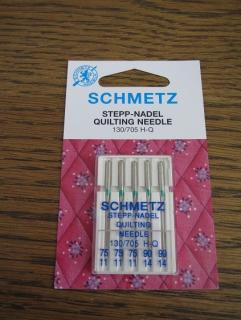 SCHMETZ
STEPP-NADEL
QUILTING NEEDLE
130/705 H-Q
SCHMETZ
STEPP-NADEL
QUILTING
NEEDLE
130/705 H-Q
75 75 75 90 90
11 11 11 14 14